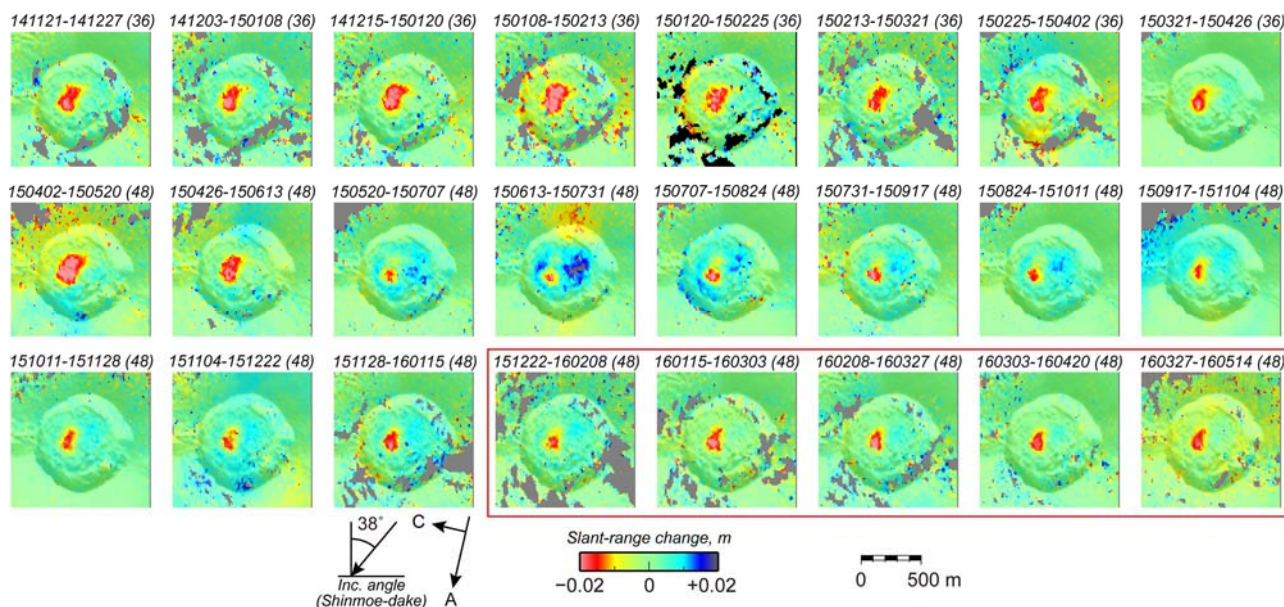 141121-141227 (36) 141203-150108 (36) 141215-150120 (36) 150108-150213 (36) 150120-150225 (36) 150213-150321 (36) 150225-150402 (36) 150321-150426 (36)
150402-150520 (48) 150426-150613 (48) 150520-150707 (48) 150613-150731 (48) 150707-150824 (48) 150731-150917 (48) 150824-151011 (48) 150917-151104 (48)
151011-151128 (48) 151104-151222 (48) 151128-160115 (48) 151222-160208 (48) 160115-160303 (48) 160208-160327 (48) 160303-160420 (48) 160327-160514 (48)
38°
Inc. angle
(Shinmoe-dake)
C
A
Slant-range change, m
−0.02 0 +0.02
0 500 m